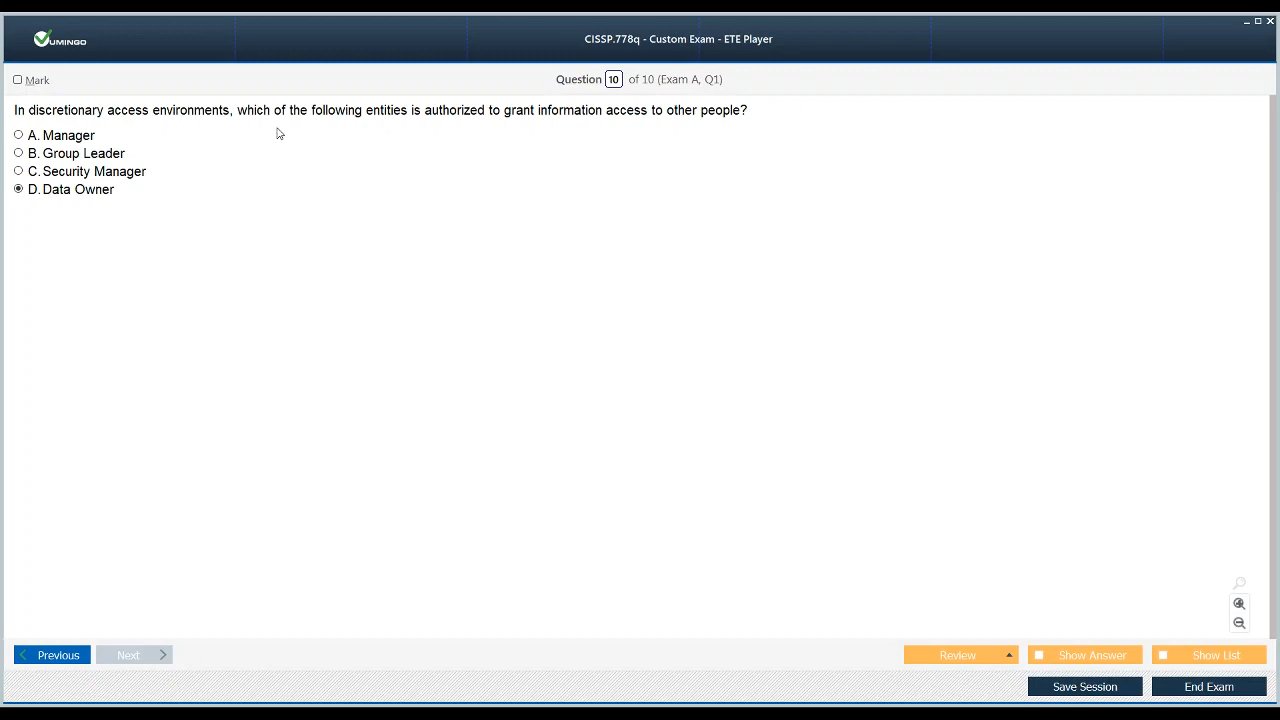 VUMINGO
CISSP.778q - Custom Exam - ETE Player
Mark
Question 10 of 10 (Exam A, Q1)
In discretionary access environments, which of the following entities is authorized to grant information access to other people?
A. Manager
B. Group Leader
C. Security Manager
D. Data Owner
Previous
Next
Review
Show Answer
Show List
Save Session
End Exam